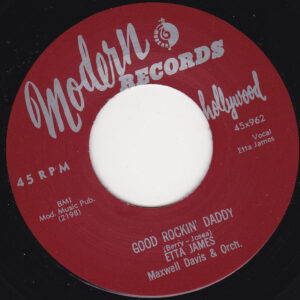 Modern
RECORDS
hollywood
45x962
Vocal
Etta James
45 RPM
BMI
Mod. Music Pub.
(2198)
GOOD ROCKIN' DADDY
(Berry - Josea)
ETTA JAMES
Maxwell Davis & Orch.